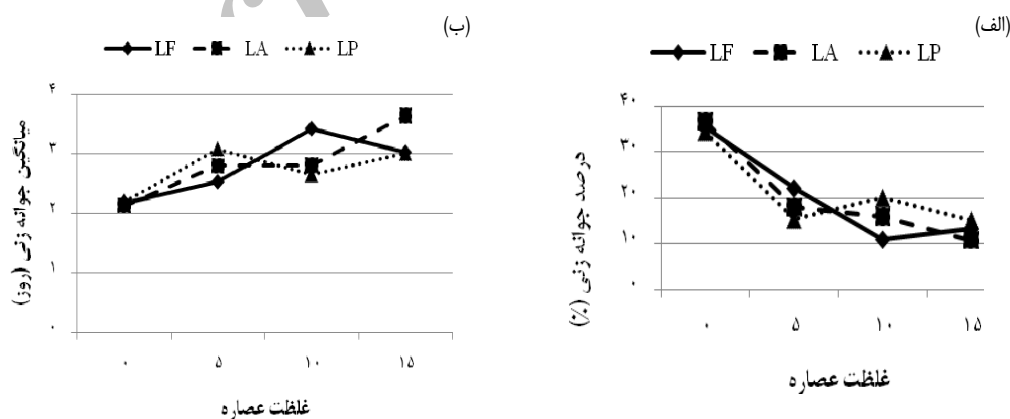 (الف)
LF LA LP
۴۰
۳۰
۲۰
۱۰
۰
درصد جوانه زنی (%)
۰ ۵ ۱۰ ۱۵
غلظت عصاره
(ب)
LF LA LP
۴
۳
۲
۱
۰
میانگین جوانه زنی (روز)
۰ ۵ ۱۰ ۱۵
غلظت عصاره